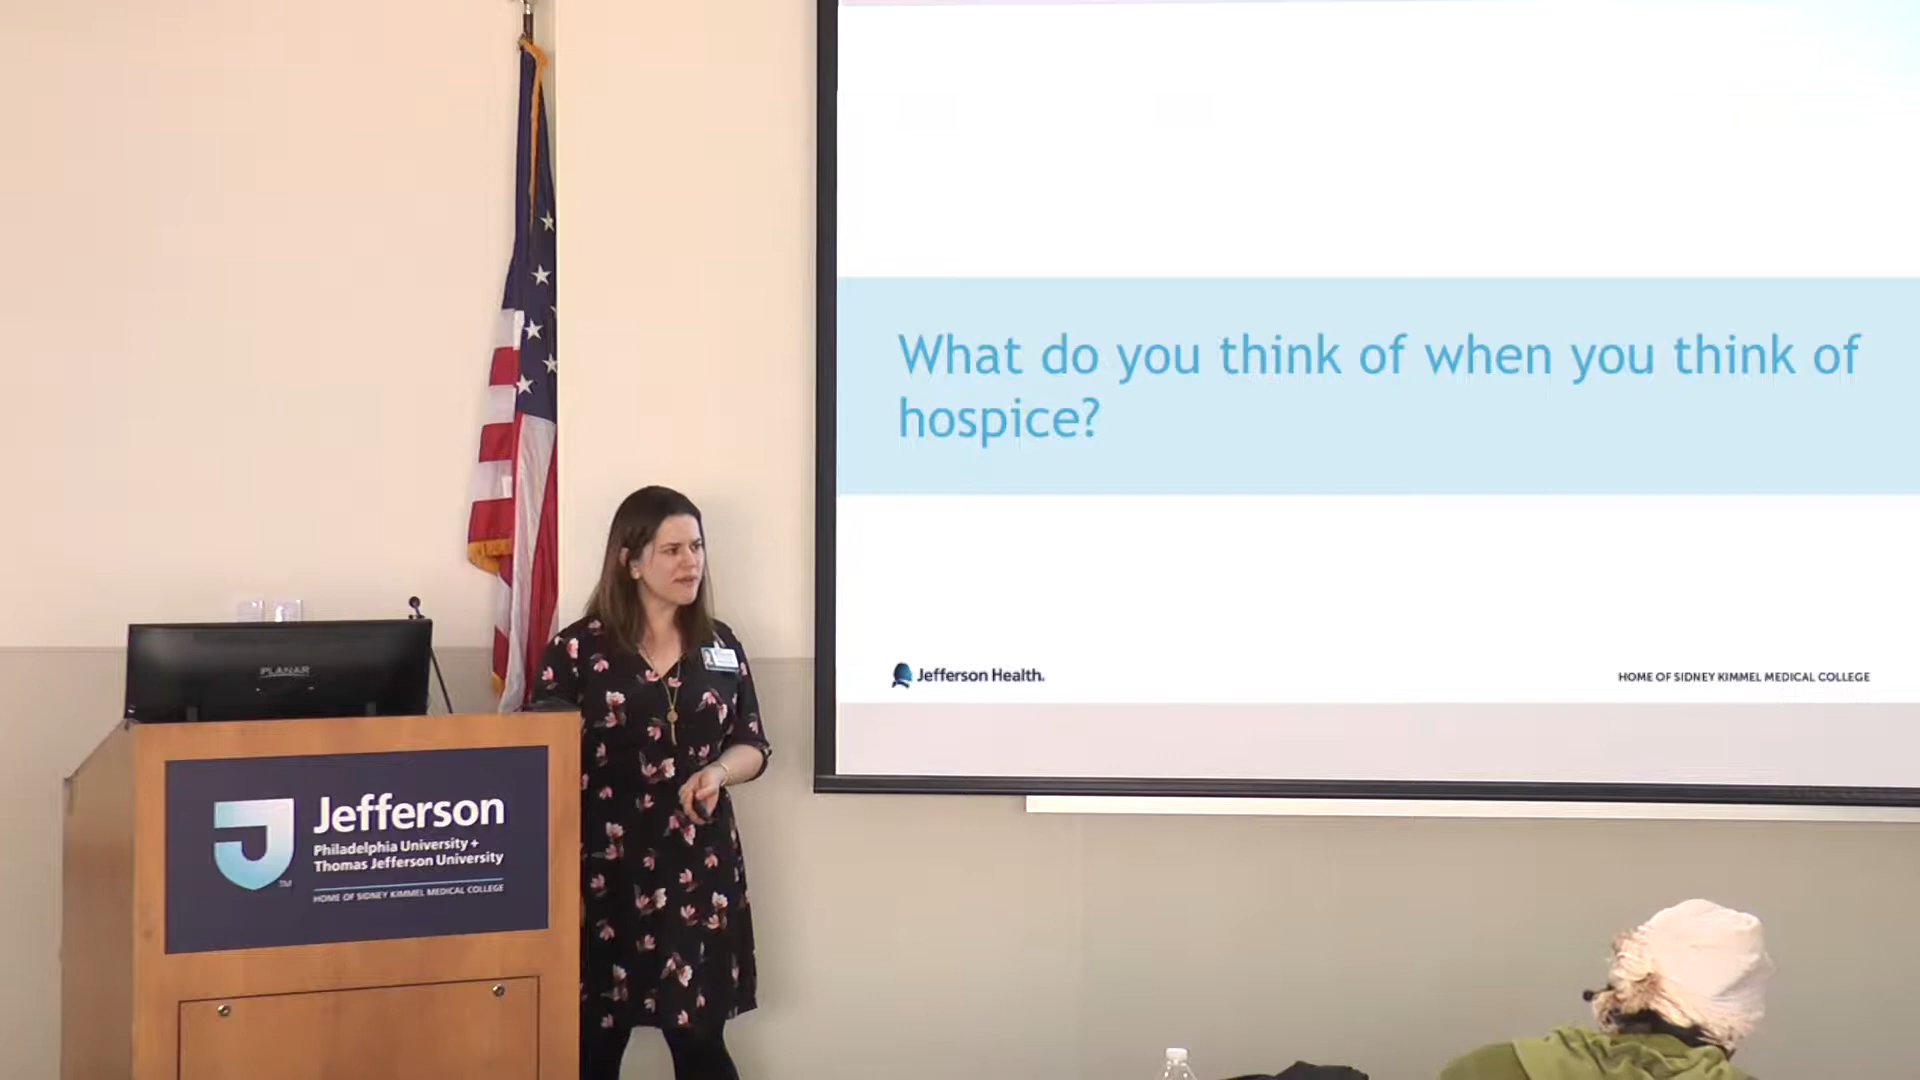 What do you think of when you think of
hospice?
Jefferson Health.
HOME OF SIDNEY KIMMEL MEDICAL COLLEGE
PLANAR
Jefferson
Philadelphia University +
Thomas Jefferson University
HOME OF SIDNEY KIMMEL MEDICAL COLLEGE
TM